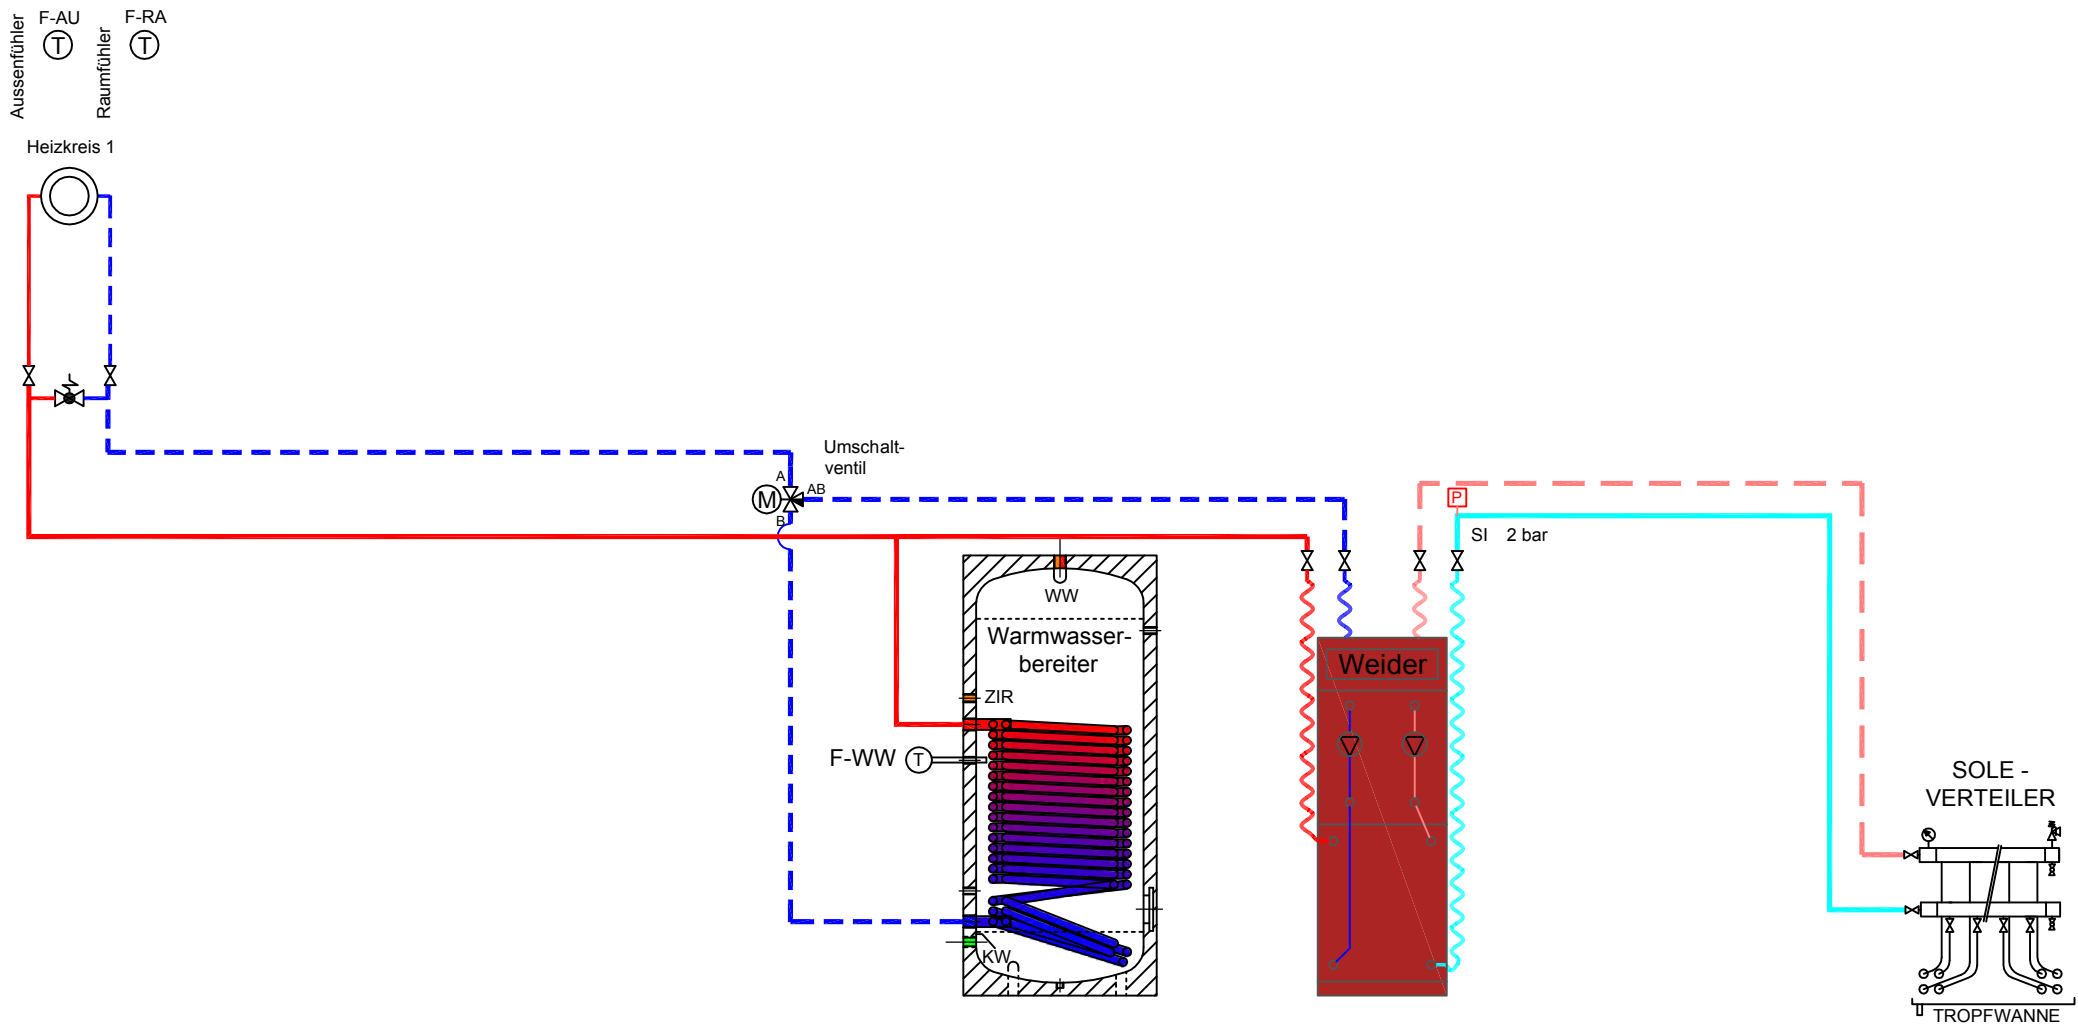 Aussenfühler
F-AU
T
Raumfühler
F-RA
T
Heizkreis 1
Umschalt-
ventil
A
AB
M
B
P
SI 2 bar
WW
Warmwasser-
bereiter
Weider
ZIR
F-WW
T
SOLE -
VERTEILER
KW
TROPFWANNE